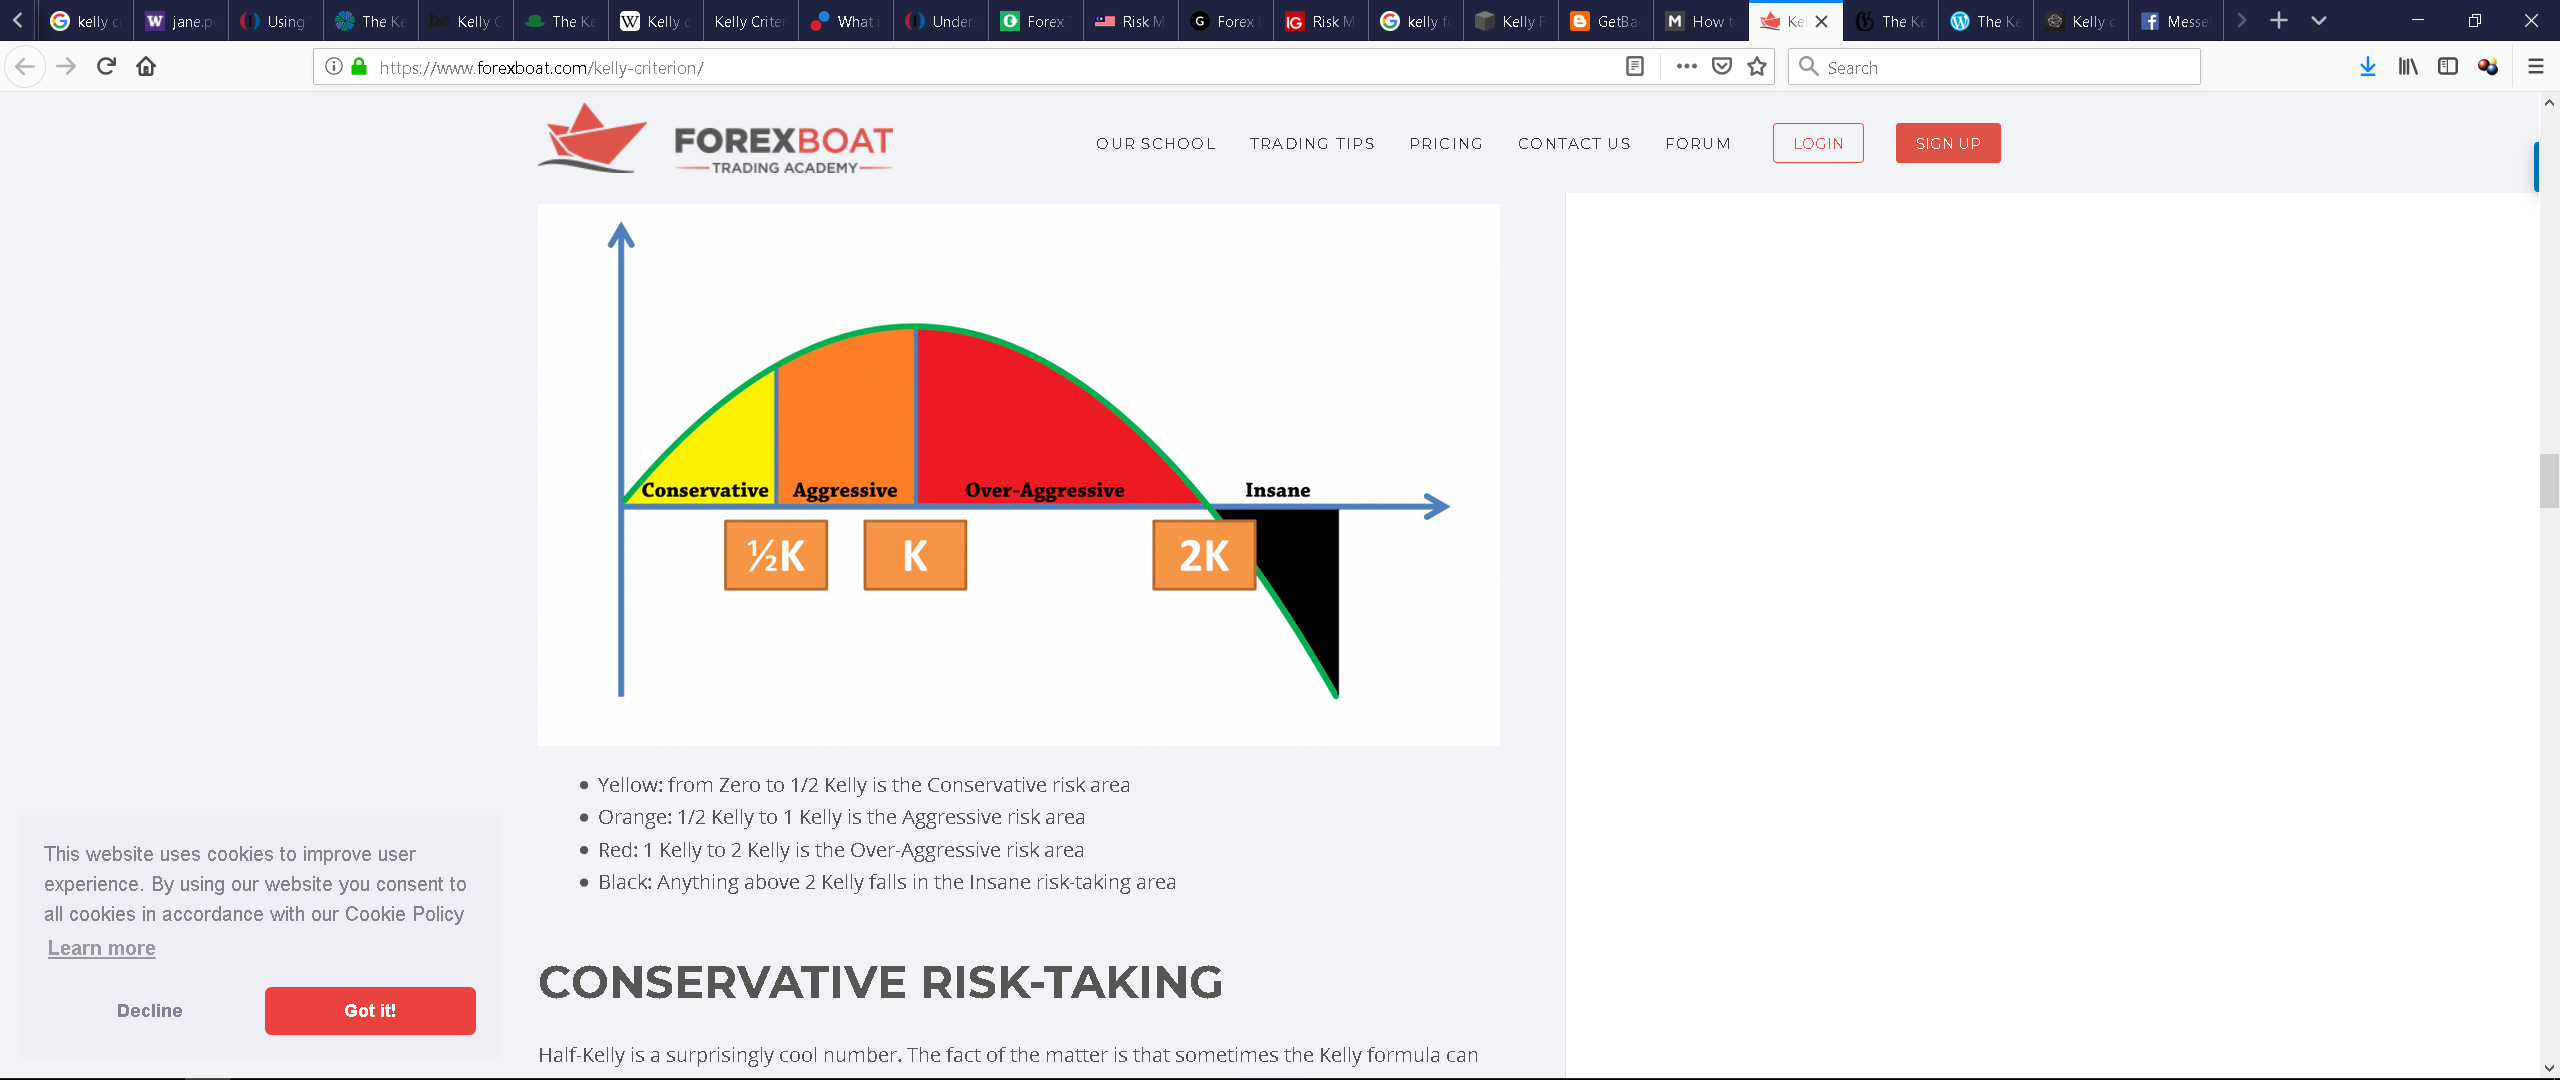 kelly c
jane.p
Using
The Ke
Kelly C
The Ke
Kelly c
Kelly Criter
What i
Under
Forex
Risk M
Forex
Risk M
kelly f
Kelly F
GetBa
How t
Kel
The Ke
The Ke
Kelly c
Messe
https://www.forexboat.com/kelly-criterion/
Search
FOREXBOAT
TRADING ACADEMY
OUR SCHOOL
TRADING TIPS
PRICING
CONTACT US
FORUM
LOGIN
SIGN UP
Conservative
Aggressive
Over-Aggressive
Insane
½K
K
2K
Yellow: from Zero to 1/2 Kelly is the Conservative risk area
Orange: 1/2 Kelly to 1 Kelly is the Aggressive risk area
Red: 1 Kelly to 2 Kelly is the Over-Aggressive risk area
Black: Anything above 2 Kelly falls in the Insane risk-taking area
CONSERVATIVE RISK-TAKING
Half-Kelly is a surprisingly cool number. The fact of the matter is that sometimes the Kelly formula can
This website uses cookies to improve user
experience. By using our website you consent to
all cookies in accordance with our Cookie Policy
Learn more
Decline
Got it!